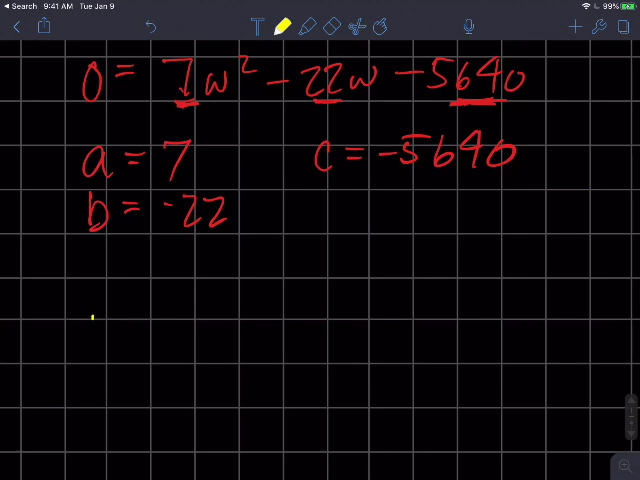 Search 9:41 AM Tue Jan 9 99%
0 = 7w² - 22w - 5640
a = 7 c = -5640
b = -22